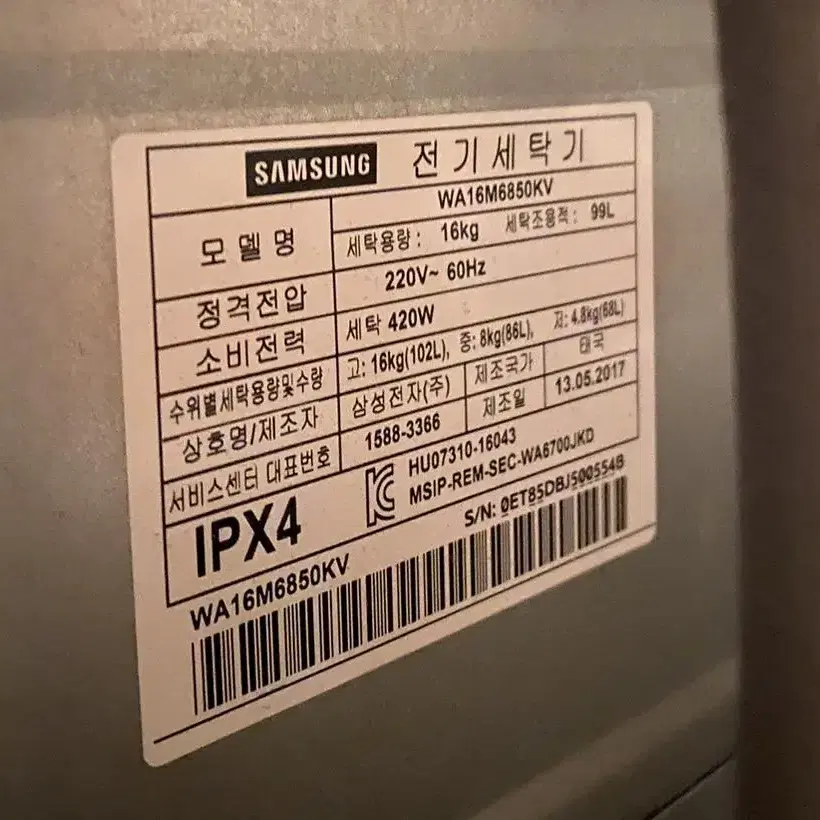 SAMSUNG 전기세탁기
모델명 WA16M6850KV
세탁용량 : 16kg 세탁조용적 : 99L
정격전압 220V~ 60Hz
소비전력 세탁 420W
수위별세탁용량및수량 고: 16kg(102L), 중: 8kg(86L), 저: 4.8kg(68L)
상호명/제조자 삼성전자(주) 제조국가 태국
서비스센터 대표번호 1588-3366 제조일 13.05.2017
IPX4 HU07310-16043
MSIP-REM-SEC-WA6700JKD
S/N: 0ET85DBJ500554B
WA16M6850KV